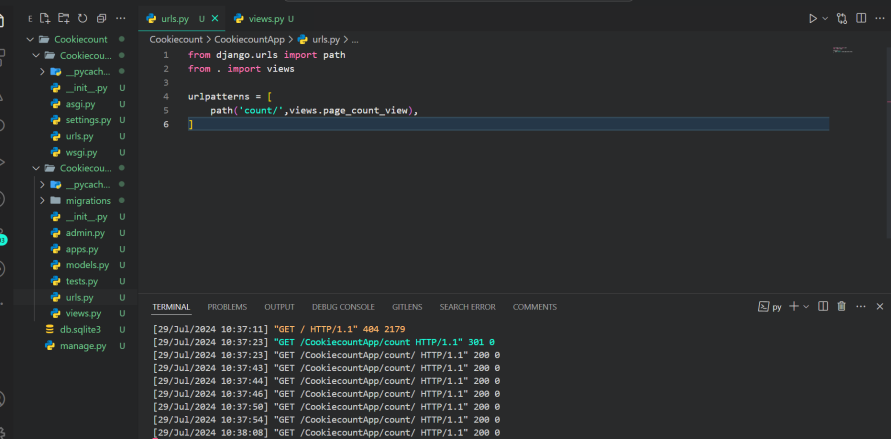 urls.py U
views.py U
Cookiecount > CookiecountApp > urls.py > ...
Cookiecount
Cookiecou...
__pycach...
__init__.py U
asgi.py U
settings.py U
urls.py U
wsgi.py U
Cookiecou...
__pycach...
migrations
__init__.py U
admin.py U
apps.py U
models.py U
tests.py U
urls.py U
views.py U
db.sqlite3 U
manage.py U
1 from django.urls import path
2 from . import views
3
4 urlpatterns = [
5 path('count/',views.page_count_view),
6 ]
TERMINAL PROBLEMS OUTPUT DEBUG CONSOLE GITLENS SEARCH ERROR COMMENTS
py
[29/Jul/2024 10:37:11] "GET / HTTP/1.1" 404 2179
[29/Jul/2024 10:37:23] "GET /CookiecountApp/count HTTP/1.1" 301 0
[29/Jul/2024 10:37:23] "GET /CookiecountApp/count/ HTTP/1.1" 200 0
[29/Jul/2024 10:37:43] "GET /CookiecountApp/count/ HTTP/1.1" 200 0
[29/Jul/2024 10:37:44] "GET /CookiecountApp/count/ HTTP/1.1" 200 0
[29/Jul/2024 10:37:46] "GET /CookiecountApp/count/ HTTP/1.1" 200 0
[29/Jul/2024 10:37:50] "GET /CookiecountApp/count/ HTTP/1.1" 200 0
[29/Jul/2024 10:37:54] "GET /CookiecountApp/count/ HTTP/1.1" 200 0
[29/Jul/2024 10:38:08] "GET /CookiecountApp/count/ HTTP/1.1" 200 0